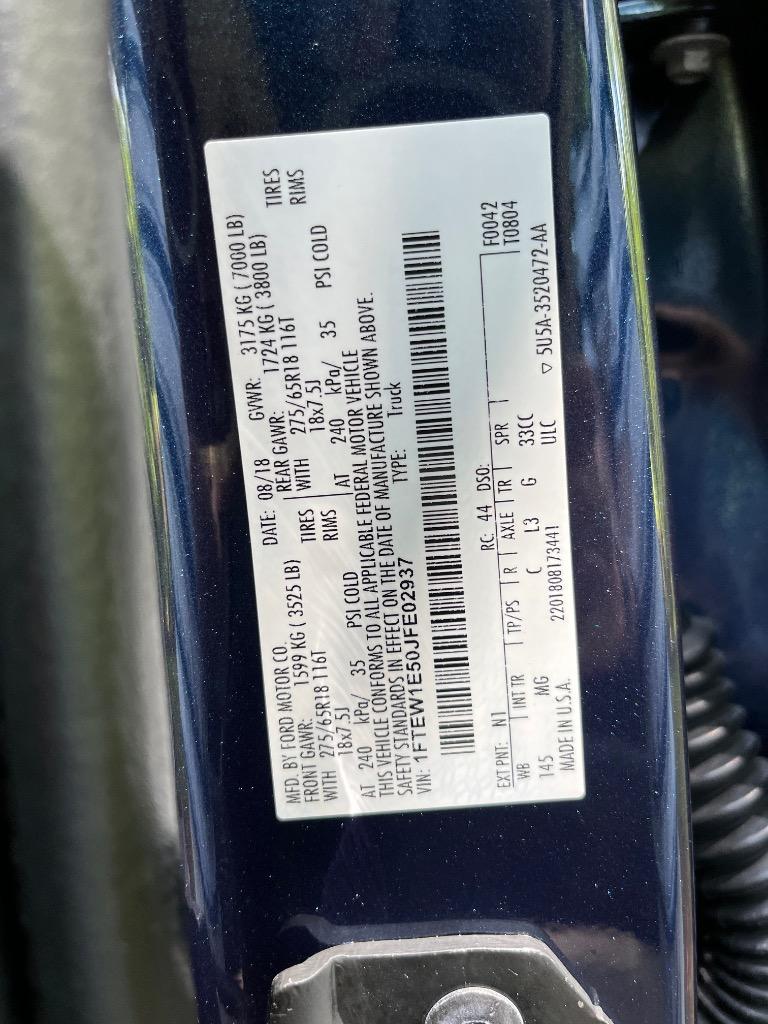 MFD. BY FORD MOTOR CO. DATE: 08/18 GVWR: 3175 KG ( 7000 LB)
FRONT GAWR: 1599 KG ( 3525 LB) REAR GAWR: 1724 KG ( 3800 LB)
WITH 275/65R18 116T TIRES WITH 275/65R18 116T TIRES
18x7.5J RIMS 18x7.5J RIMS
AT 240 kPa/ 35 PSI COLD AT 240 kPa/ 35 PSI COLD
THIS VEHICLE CONFORMS TO ALL APPLICABLE FEDERAL MOTOR VEHICLE
SAFETY STANDARDS IN EFFECT ON THE DATE OF MANUFACTURE SHOWN ABOVE.
VIN: 1FTEW1E50JFE02937 TYPE: Truck
F0042
EXT PNT: N1 RC: 44 DSO: T0804
WB INT TR TP/PS R AXLE TR SPR
145 MG C L3 G 33CC
MADE IN U.S.A. 2201808173441 ULC ▽ 5U5A-3520472-AA